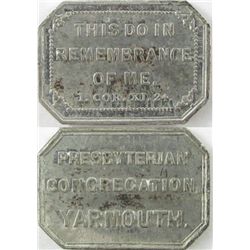 THIS DO IN
REMEMBRANCE
OF ME.
1. COR. XI. 24.
PRESBYTERIAN
CONGREGATION,
YARMOUTH.